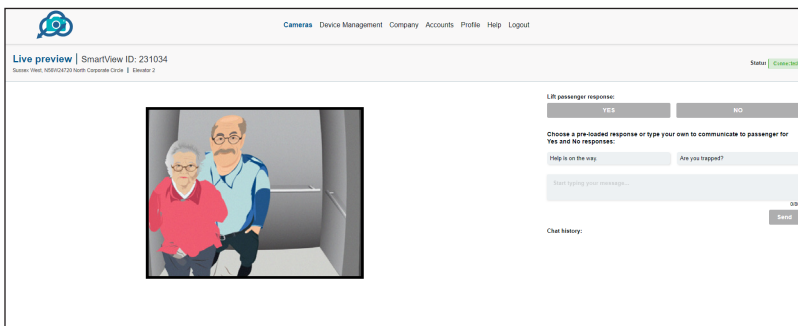 Cameras Device Management Company Accounts Profile Help Logout
Live preview | SmartView ID: 231034
Sussex West, N56W24720 North Corporate Circle | Elevator 2
Status Connected
Lift passenger response:
YES NO
Choose a pre-loaded response or type your own to communicate to passenger for
Yes and No responses:
Help is on the way. Are you trapped?
Start typing your message...
Send
Chat history: